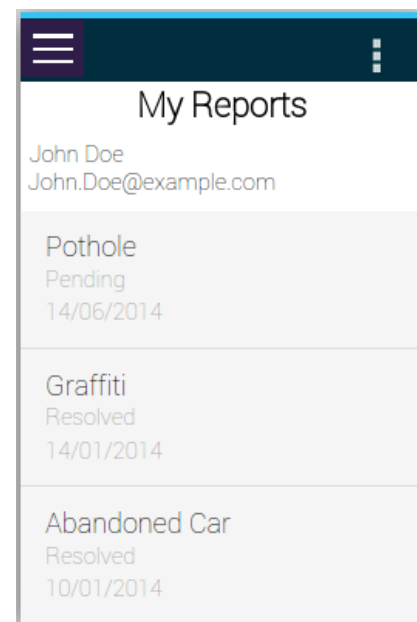 My Reports
John Doe
John.Doe@example.com
Pothole
Pending
14/06/2014
Graffiti
Resolved
14/01/2014
Abandoned Car
Resolved
10/01/2014